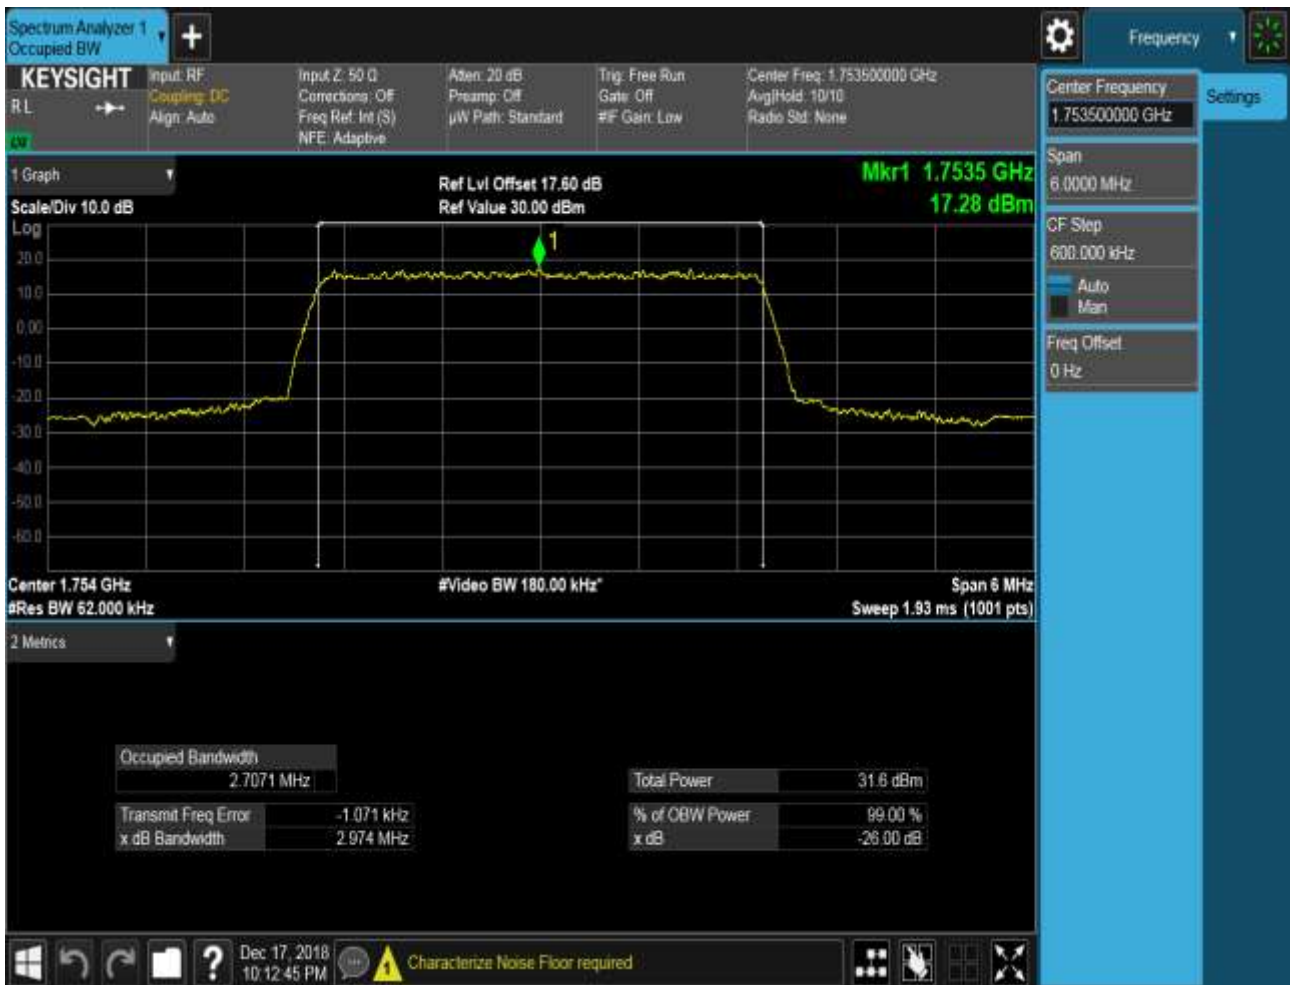 Spectrum Analyzer 1
Occupied BW
Frequency
KEYSIGHT
R L
Input: RF
Coupling: DC
Align: Auto
Input Z: 50 Ω
Corrections: Off
Freq Ref: Int (S)
NFE: Adaptive
Atten: 20 dB
Preamp: Off
µW Path: Standard
Trig: Free Run
Gate: Off
#IF Gain: Low
Center Freq: 1.753500000 GHz
Avg|Hold: 10/10
Radio Std: None
Center Frequency
1.753500000 GHz
Settings
Span
6.0000 MHz
CF Step
600.000 kHz
Auto
Man
Freq Offset
0 Hz
1 Graph
Scale/Div 10.0 dB
Ref Lvl Offset 17.60 dB
Ref Value 30.00 dBm
Mkr1 1.7535 GHz
17.28 dBm
Log
1
20.0
10.0
0.00
-10.0
-20.0
-30.0
-40.0
-50.0
-60.0
Center 1.754 GHz
#Video BW 180.00 kHz*
Span 6 MHz
#Res BW 62.000 kHz
Sweep 1.93 ms (1001 pts)
2 Metrics
Occupied Bandwidth
2.7071 MHz
Total Power 31.6 dBm
Transmit Freq Error -1.071 kHz
% of OBW Power 99.00 %
x dB Bandwidth 2.974 MHz
x dB -26.00 dB
?
Dec 17, 2018
10:12:45 PM
1
Characterize Noise Floor required